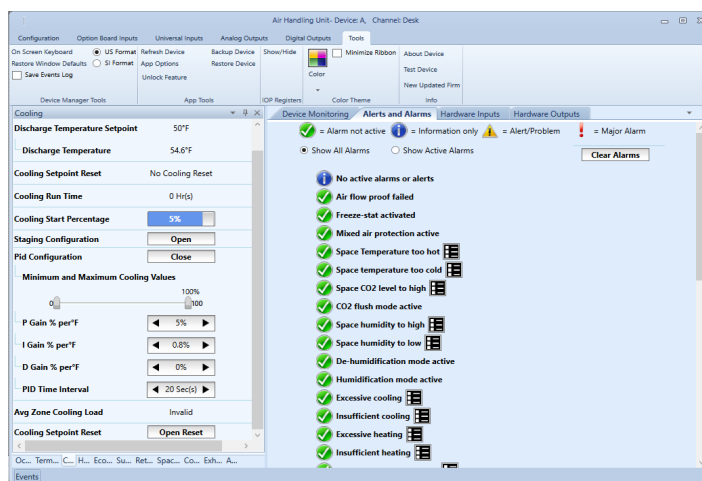 Air Handling Unit- Device: A, Channel: Desk
Configuration Option Board Inputs Universal Inputs Analog Outputs Digital Outputs Tools
On Screen Keyboard US Format Refresh Device Backup Device Show/Hide Minimize Ribbon About Device
Restore Window Defaults SI Format App Options Restore Device
Save Events Log Unlock Feature Color Test Device
New Updated Firm
Device Manager Tools App Tools IOP Registers Color Theme Info
Cooling
Discharge Temperature Setpoint 50°F
Discharge Temperature 54.6°F
Cooling Setpoint Reset No Cooling Reset
Cooling Run Time 0 Hr(s)
Cooling Start Percentage 5%
Staging Configuration Open
Pid Configuration Close
Minimum and Maximum Cooling Values
100%
0 100
P Gain % per°F 5%
I Gain % per°F 0.8%
D Gain % per°F 0%
PID Time Interval 20 Sec(s)
Avg Zone Cooling Load Invalid
Cooling Setpoint Reset Open Reset
Oc... Term... C... H... Eco... Su... Ret... Spac... Co... Exh... A...
Events
Device Monitoring Alerts and Alarms Hardware Inputs Hardware Outputs
= Alarm not active = Information only = Alert/Problem = Major Alarm
Show All Alarms Show Active Alarms Clear Alarms
No active alarms or alerts
Air flow proof failed
Freeze-stat activated
Mixed air protection active
Space Temperature too hot
Space temperature too cold
Space CO2 level to high
CO2 flush mode active
Space humidity to high
Space humidity to low
De-humidification mode active
Humidification mode active
Excessive cooling
Insufficient cooling
Excessive heating
Insufficient heating